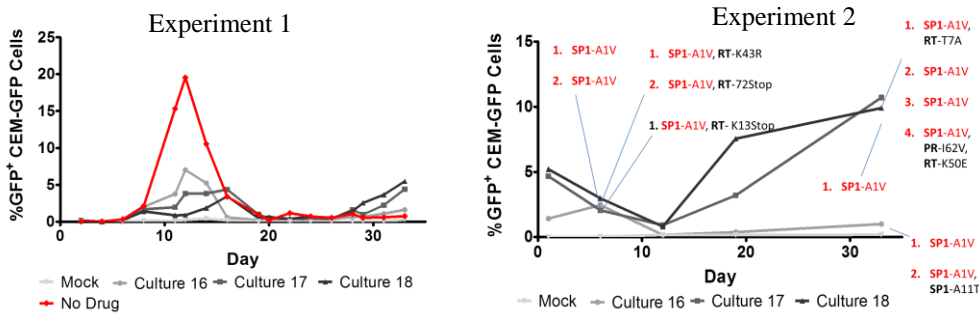 Experiment 1
%GFP+ CEM-GFP Cells
25
20
15
10
5
0
0
10
20
30
Day
Mock
Culture 16
Culture 17
Culture 18
No Drug
Experiment 2
%GFP+ CEM-GFP Cells
15
10
5
0
0
10
20
30
Day
Mock
Culture 16
Culture 17
Culture 18
1. SP1-A1V
2. SP1-A1V
1. SP1-A1V, RT-K43R
2. SP1-A1V, RT-72Stop
1. SP1-A1V, RT- K13Stop
1. SP1-A1V,
RT-T7A
2. SP1-A1V
3. SP1-A1V
4. SP1-A1V,
PR-I62V,
RT-K50E
1. SP1-A1V
1. SP1-A1V
2. SP1-A1V,
SP1-A11T